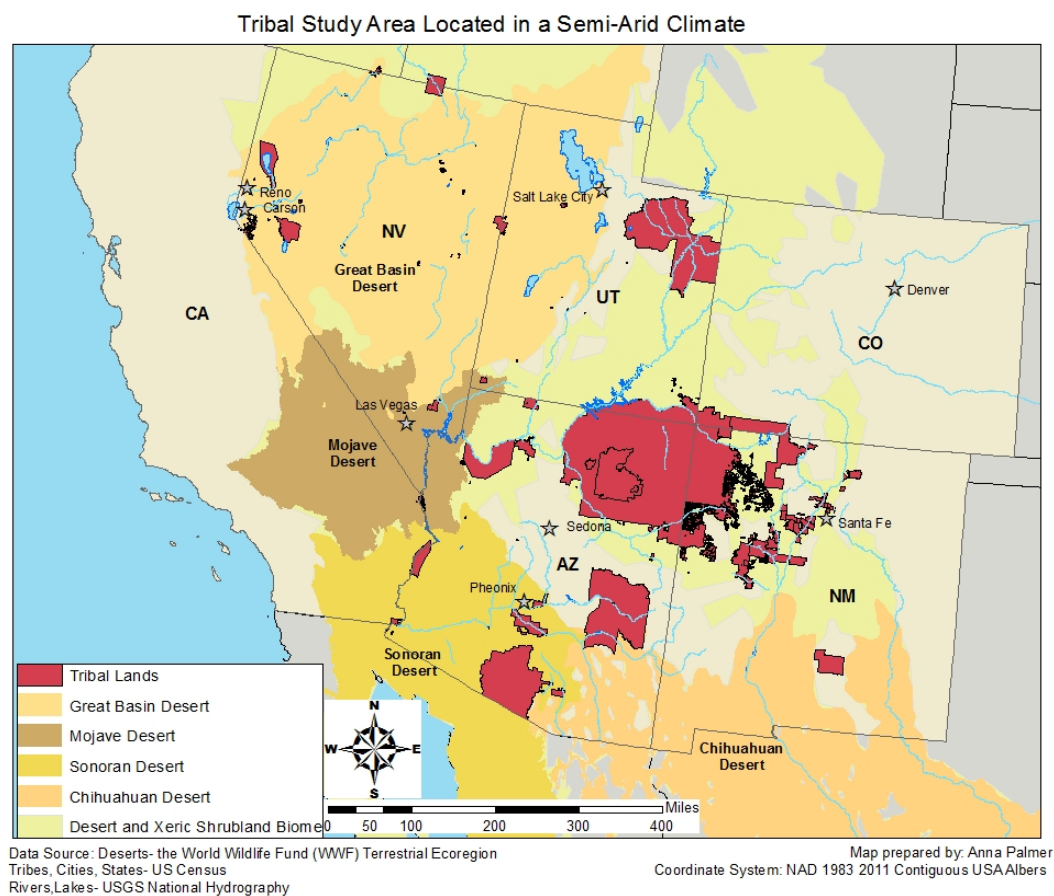 Tribal Study Area Located in a Semi-Arid Climate
Reno
Carson
Salt Lake City
NV
Great Basin
Desert
UT
Denver
CA
CO
Las Vegas
Mojave
Desert
Sedona
Santa Fe
AZ
Pheonix
NM
Sonoran
Desert
Chihuahuan
Desert
Tribal Lands
Great Basin Desert
Mojave Desert
Sonoran Desert
Chihuahuan Desert
Desert and Xeric Shrubland Biome
N
W E
S
Miles
0 50 100 200 300 400
Data Source: Deserts- the World Wildlife Fund (WWF) Terrestrial Ecoregion
Tribes, Cities, States- US Census
Rivers,Lakes- USGS National Hydrography
Map prepared by: Anna Palmer
Coordinate System: NAD 1983 2011 Contiguous USA Albers